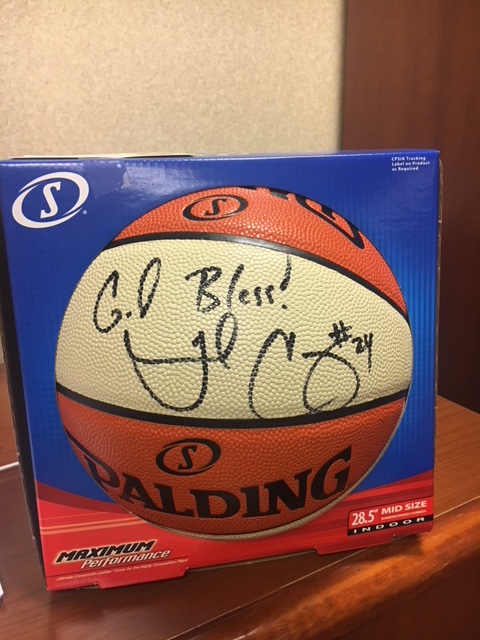 CPSIA Tracking
Label on Product
as Required
S
S
God Bless!
#24
S
SPALDING
28.5" MID SIZE
INDOOR
MAXIMUM
Performance